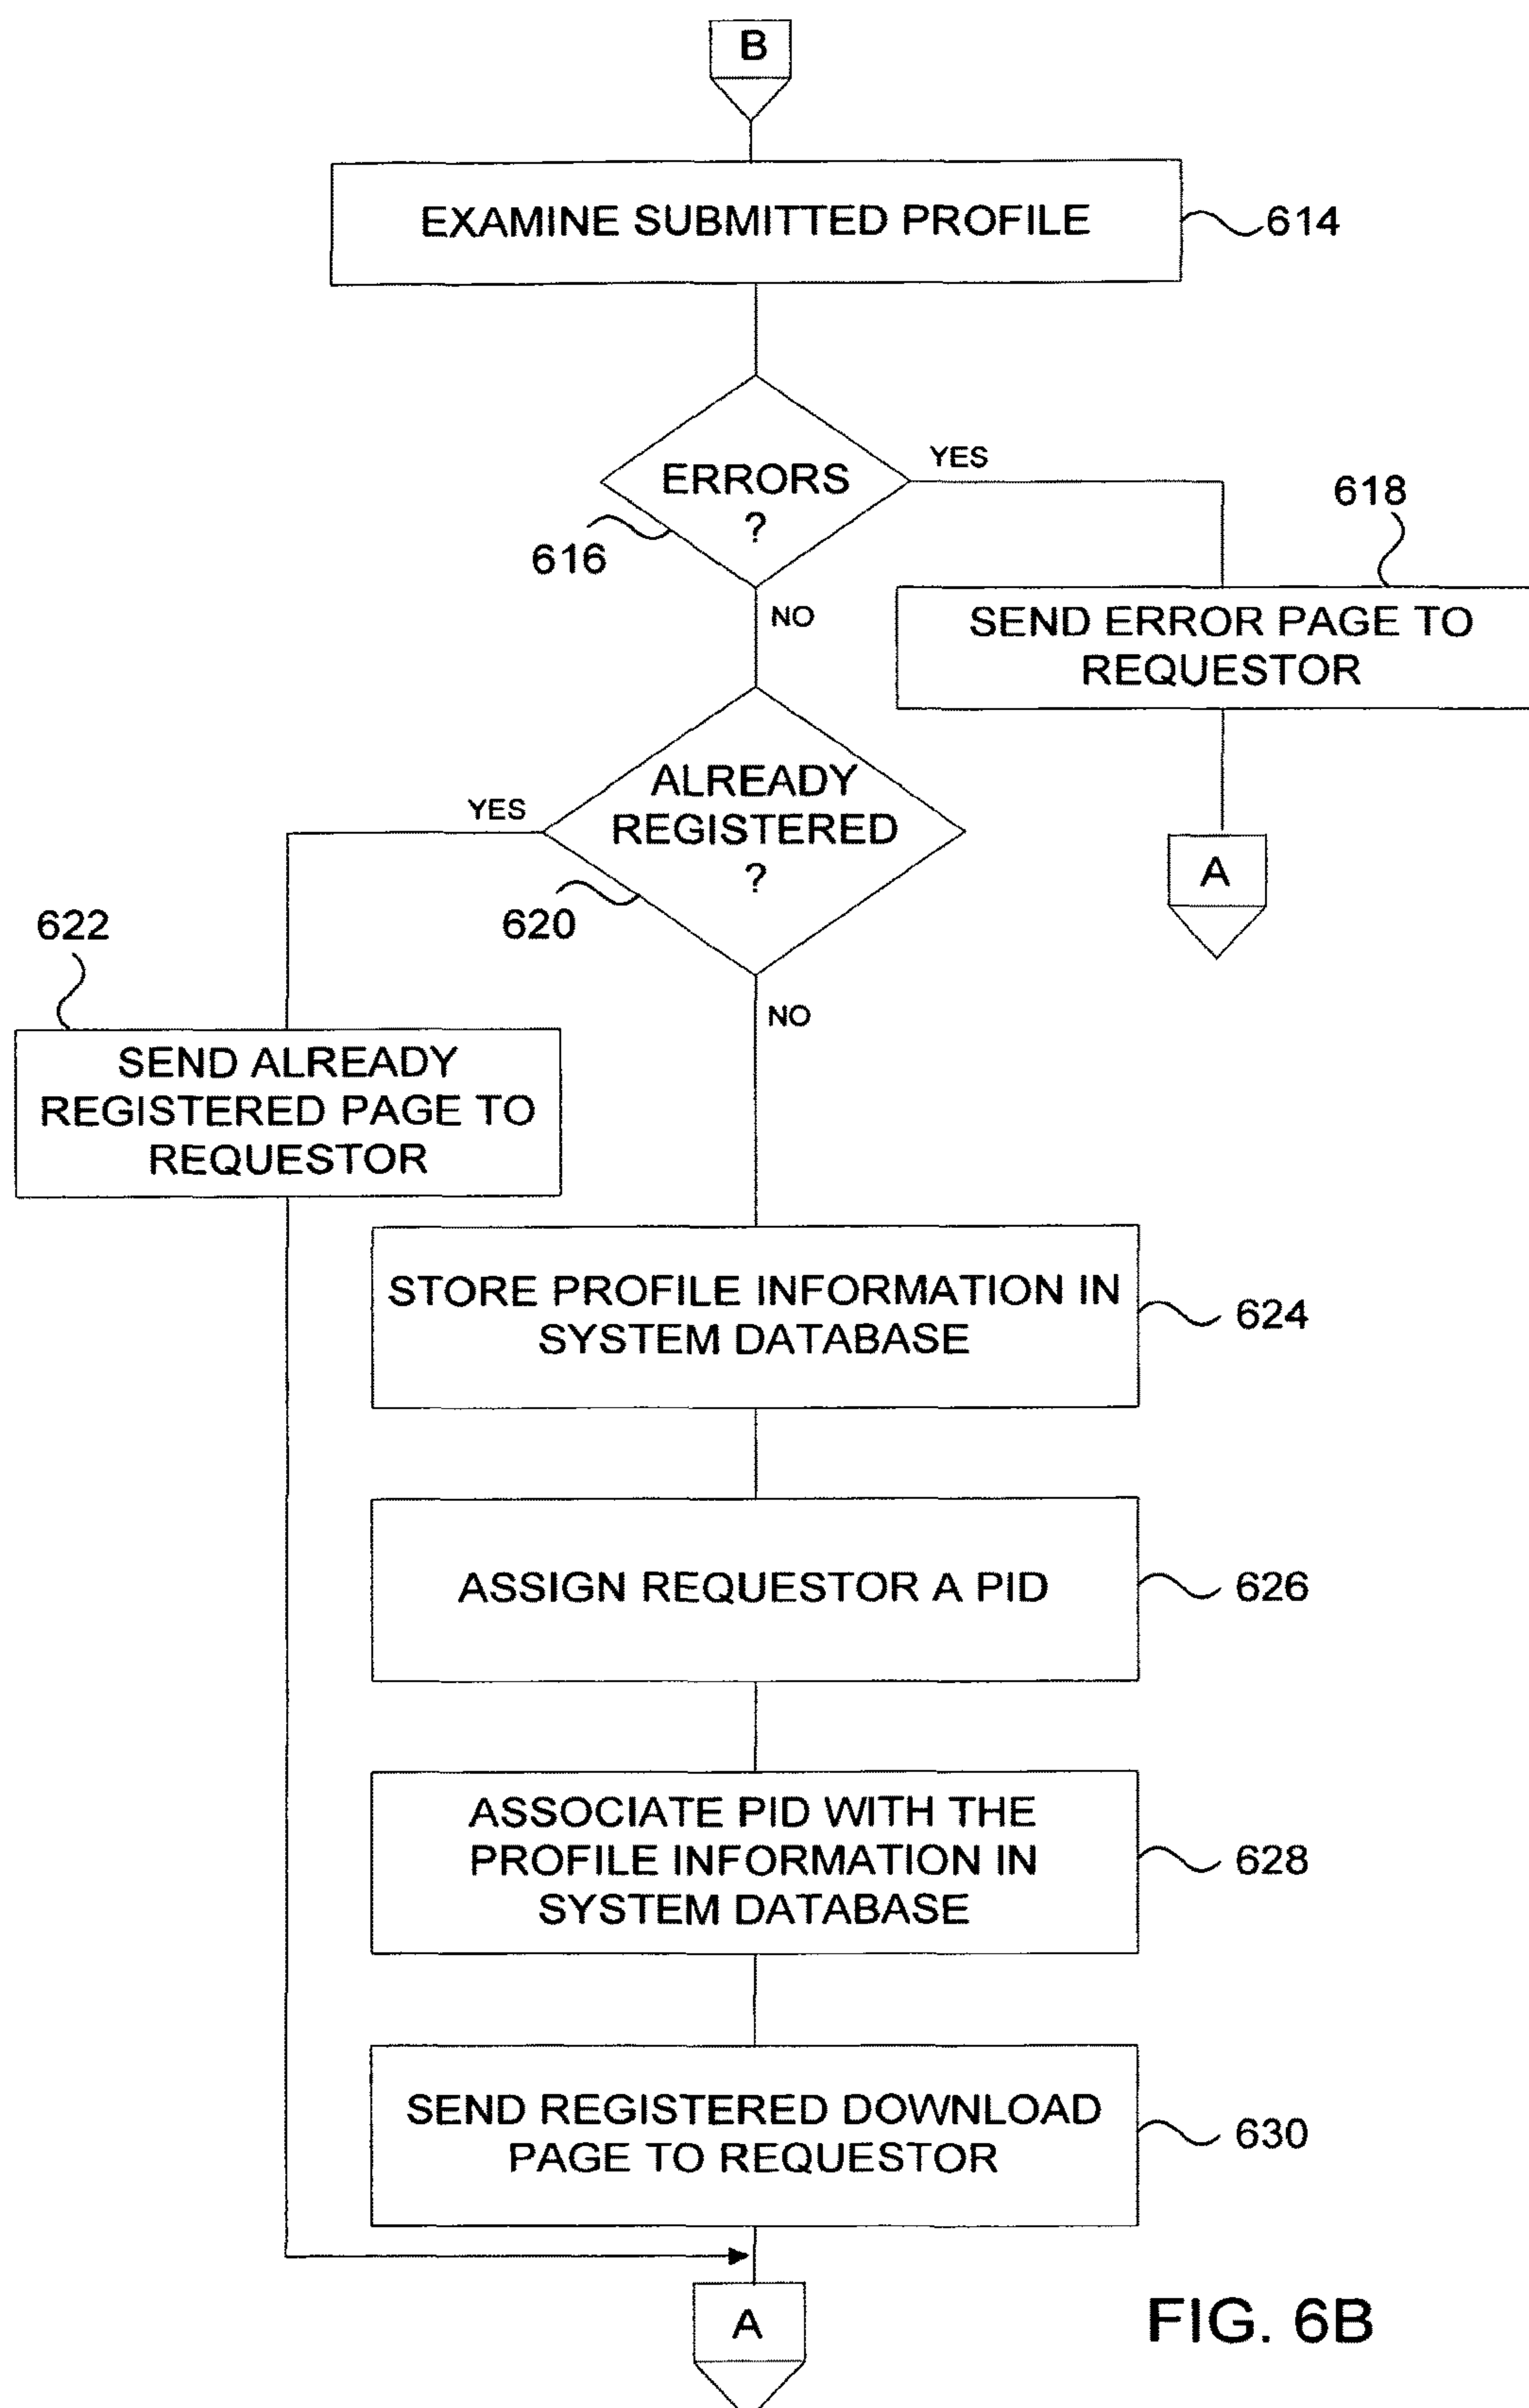 B
EXAMINE SUBMITTED PROFILE
614
ERRORS
?
YES
616
618
NO
SEND ERROR PAGE TO
REQUESTOR
ALREADY
REGISTERED
?
YES
A
620
622
NO
SEND ALREADY
REGISTERED PAGE TO
REQUESTOR
STORE PROFILE INFORMATION IN
SYSTEM DATABASE
624
ASSIGN REQUESTOR A PID
626
ASSOCIATE PID WITH THE
PROFILE INFORMATION IN
SYSTEM DATABASE
628
SEND REGISTERED DOWNLOAD
PAGE TO REQUESTOR
630
A
FIG. 6B